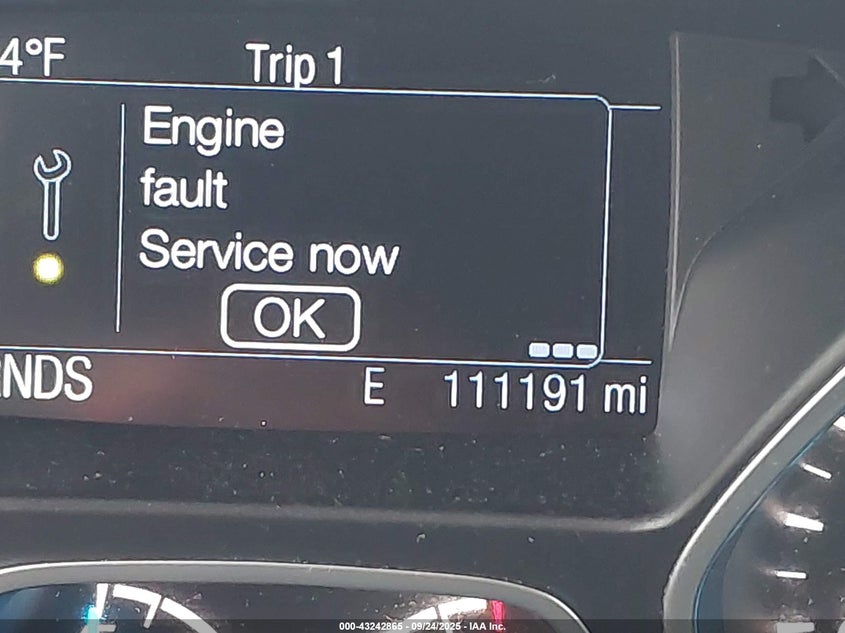 4°F
Trip 1
Engine
fault
Service now
OK
NDS
E
111191 mi
000-43242865 - 09/24/2025 - IAA Inc.